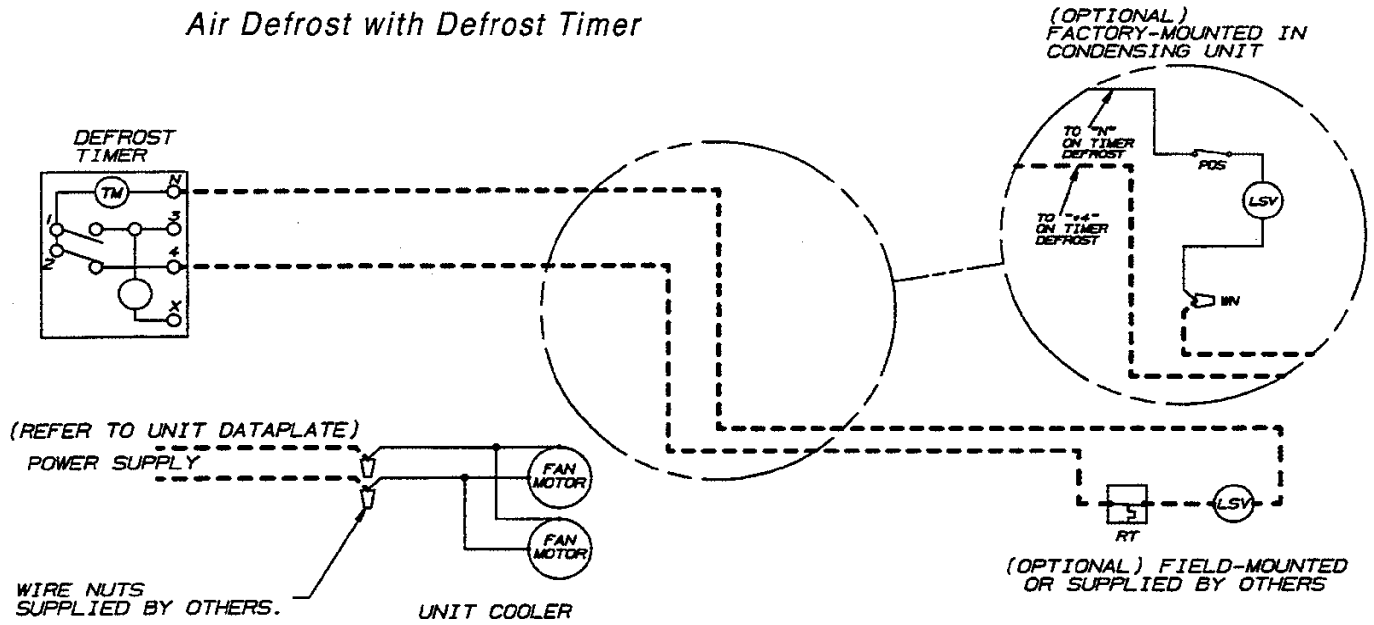 Air Defrost with Defrost Timer
(OPTIONAL)
FACTORY-MOUNTED IN
CONDENSING UNIT
DEFROST
TIMER
TM
N
1
3
2
4
X
TO "N"
ON TIMER
DEFROST
PDS
LSV
TO "4"
ON TIMER
DEFROST
WN
(REFER TO UNIT DATAPLATE)
POWER SUPPLY
FAN
MOTOR
FAN
MOTOR
RT
LSV
WIRE NUTS
SUPPLIED BY OTHERS.
UNIT COOLER
(OPTIONAL) FIELD-MOUNTED
OR SUPPLIED BY OTHERS